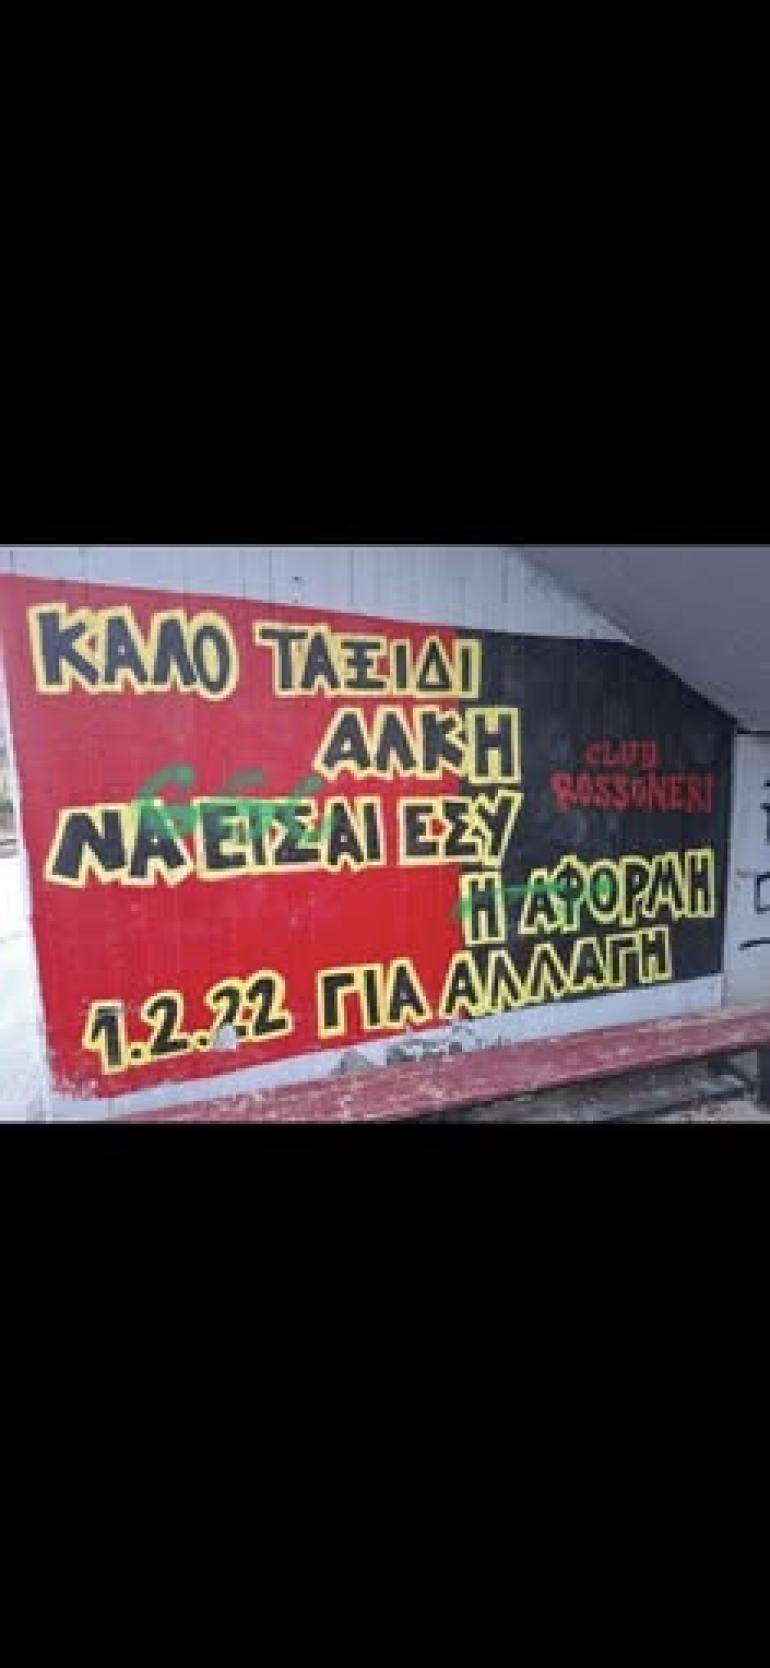 ΚΑΛΟ ΤΑΞΙΔΙ
ΑΛΚΗ
CLUB
ROSSONERI
ΝΑ ΕΙΣΑΙ ΕΣΥ
Η ΑΦΟΡΜΗ
1.2.22 ΓΙΑ ΑΛΛΑΓΗ